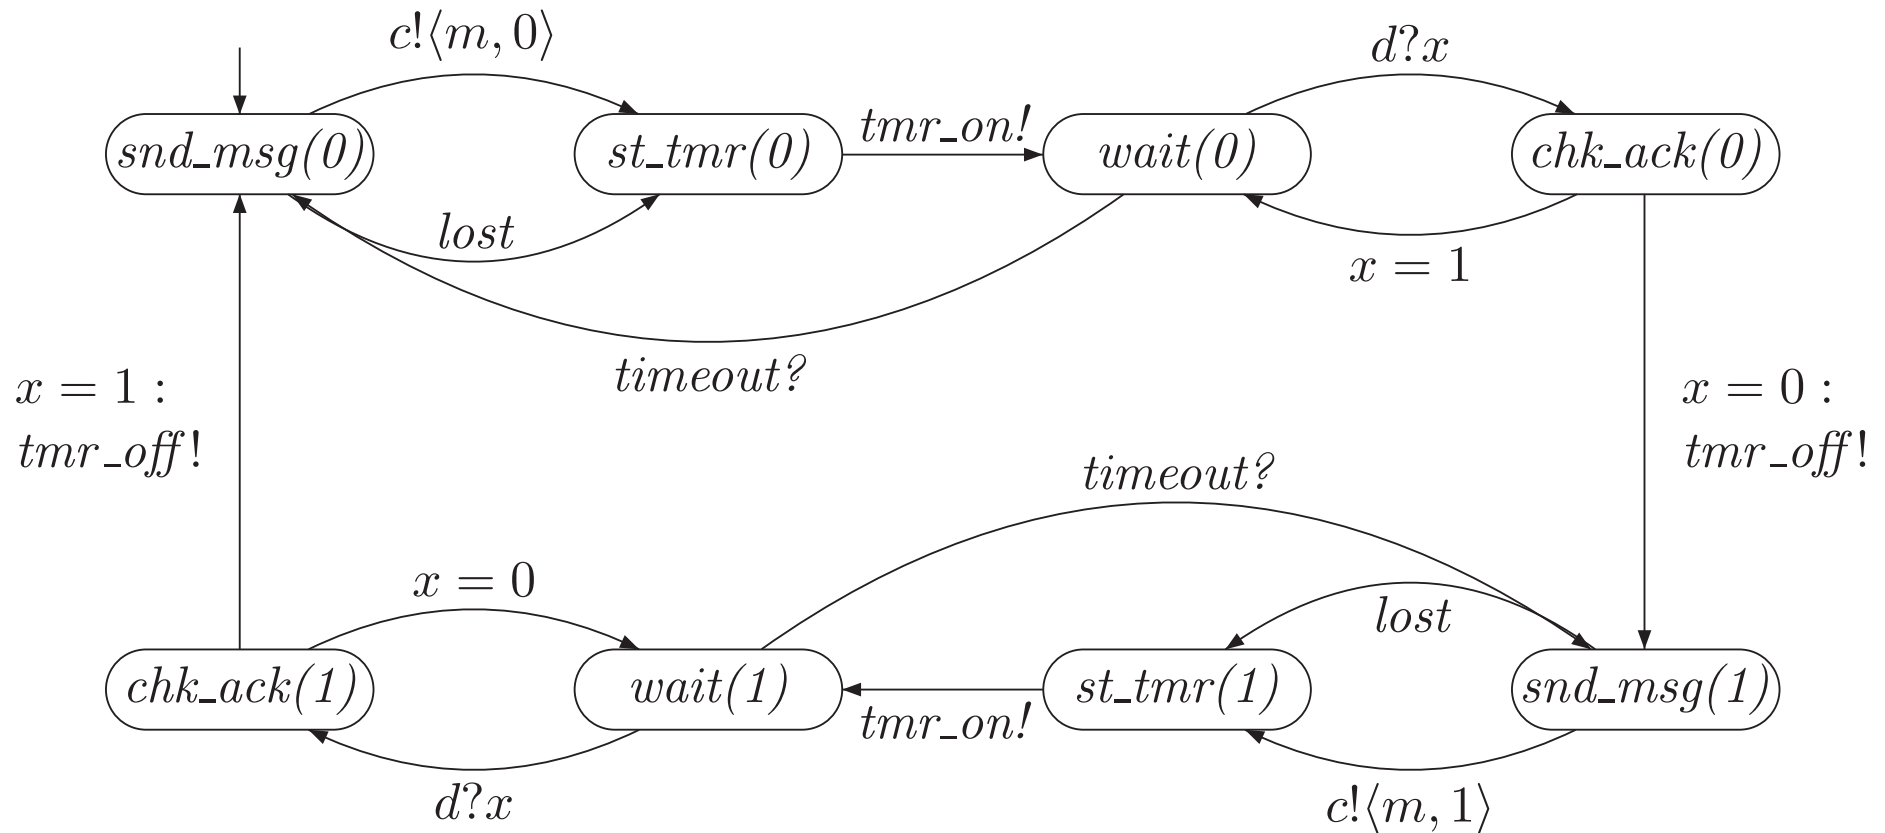 c!⟨m, 0⟩
d?x
snd_msg(0)
st_tmr(0)
tmr_on!
wait(0)
chk_ack(0)
lost
x = 1
timeout?
x = 1 :
tmr_off!
x = 0 :
tmr_off!
timeout?
x = 0
lost
chk_ack(1)
wait(1)
tmr_on!
st_tmr(1)
snd_msg(1)
d?x
c!⟨m, 1⟩